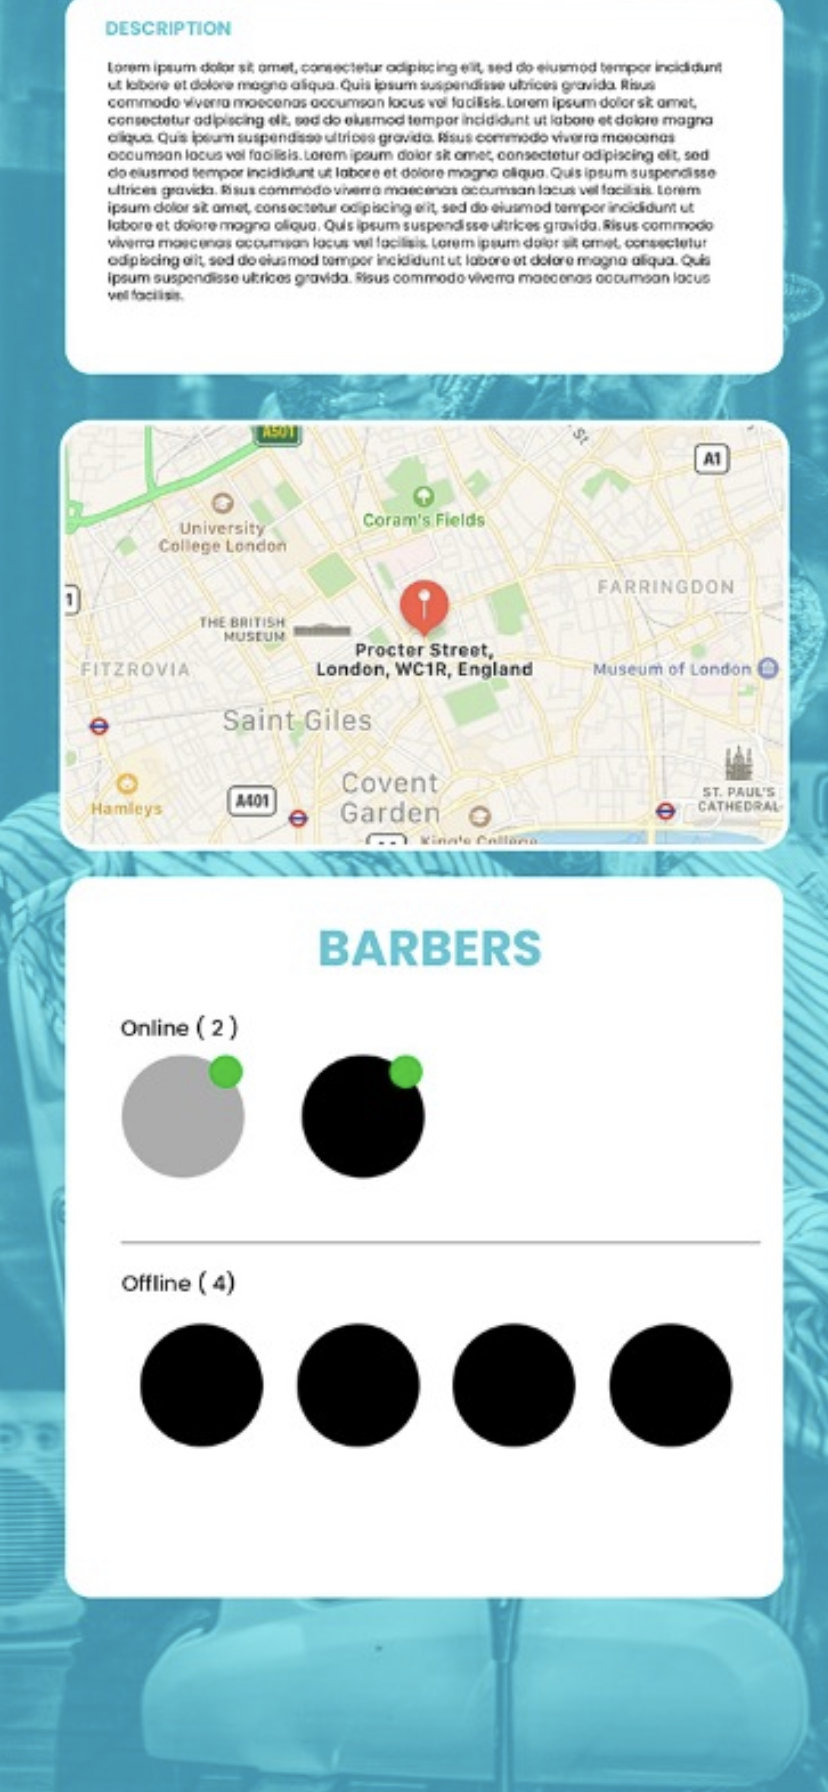 DESCRIPTION
Lorem ipsum dolor sit amet, consectetur adipiscing elit, sed do eiusmod tempor incididunt
ut labore et dolore magna aliqua. Quis ipsum suspendisse ultrices gravida. Risus
commodo viverra maecenas accumsan lacus vel facilisis. Lorem ipsum dolor sit amet,
consectetur adipiscing elit, sed do eiusmod tempor incididunt ut labore et dolore magna
aliqua. Quis ipsum suspendisse ultrices gravida. Risus commodo viverra maecenas
accumsan lacus vel facilisis. Lorem ipsum dolor sit amet, consectetur adipiscing elit, sed
do eiusmod tempor incididunt ut labore et dolore magna aliqua. Quis ipsum suspendisse
ultrices gravida. Risus commodo viverra maecenas accumsan lacus vel facilisis. Lorem
ipsum dolor sit amet, consectetur adipiscing elit, sed do eiusmod tempor incididunt ut
labore et dolore magna aliqua. Quis ipsum suspendisse ultrices gravida. Risus commodo
viverra maecenas accumsan lacus vel facilisis. Lorem ipsum dolor sit amet, consectetur
adipiscing elit, sed do eiusmod tempor incididunt ut labore et dolore magna aliqua. Quis
ipsum suspendisse ultrices gravida. Risus commodo viverra maecenas accumsan lacus
vel facilisis.
A501
St
A1
Coram's Fields
University
College London
FARRINGDON
1
THE BRITISH
MUSEUM
Procter Street,
London, WC1R, England
FITZROVIA
Museum of London
Saint Giles
Covent
Garden
Hamleys
A401
ST. PAUL'S
CATHEDRAL
King's College
BARBERS
Online ( 2 )
Offline ( 4)